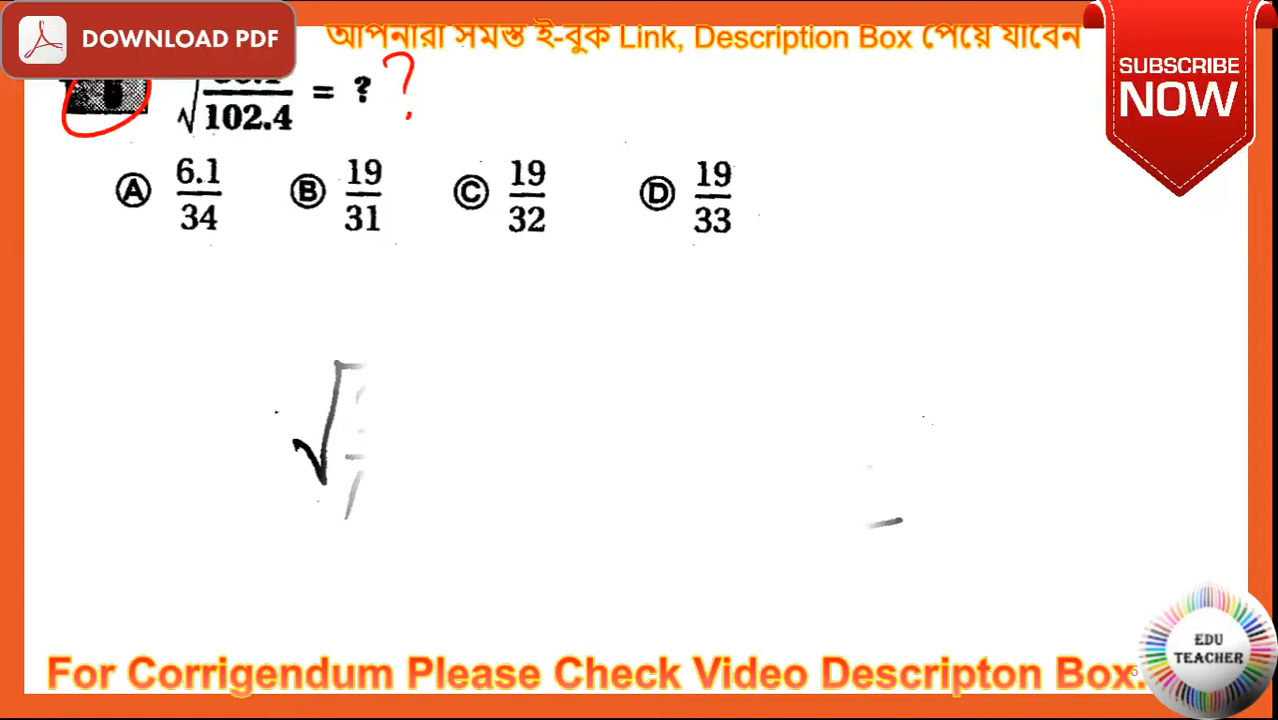 DOWNLOAD PDF
আপনারা সমস্ত ই-বুক Link, Description Box পেয়ে যাবেন
SUBSCRIBE
NOW
√ 102.4 = ? ?
Ⓐ 6.1/34 Ⓑ 19/31 Ⓒ 19/32 Ⓓ 19/33
√
EDU
TEACHER
For Corrigendum Please Check Video Descripton Box.